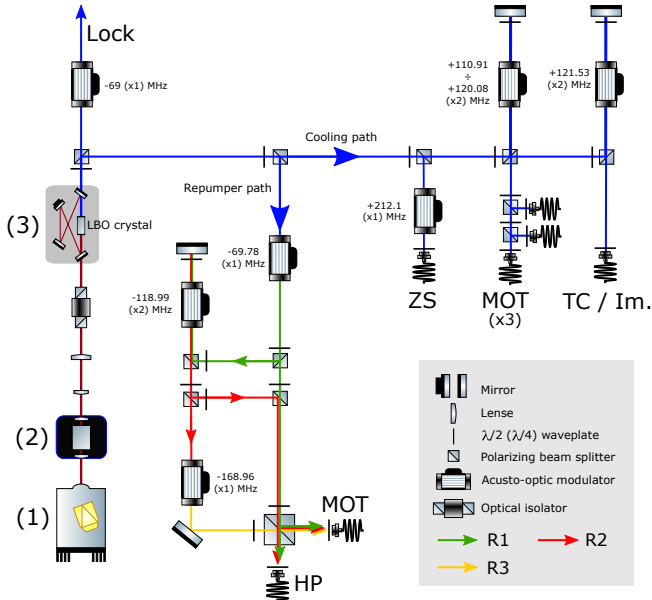 Lock
-69 (x1) MHz
+110.91
÷
+120.08
(x2) MHz
+121.53
(x2) MHz
Cooling path
Repumper path
(3)
LBO crystal
+212.1
(x1) MHz
-69.78
(x1) MHz
-118.99
(x2) MHz
ZS
MOT
(x3)
TC / Im.
(2)
(1)
-168.96
(x1) MHz
MOT
HP
Mirror
Lense
λ/2 (λ/4) waveplate
Polarizing beam splitter
Acusto-optic modulator
Optical isolator
R1
R2
R3